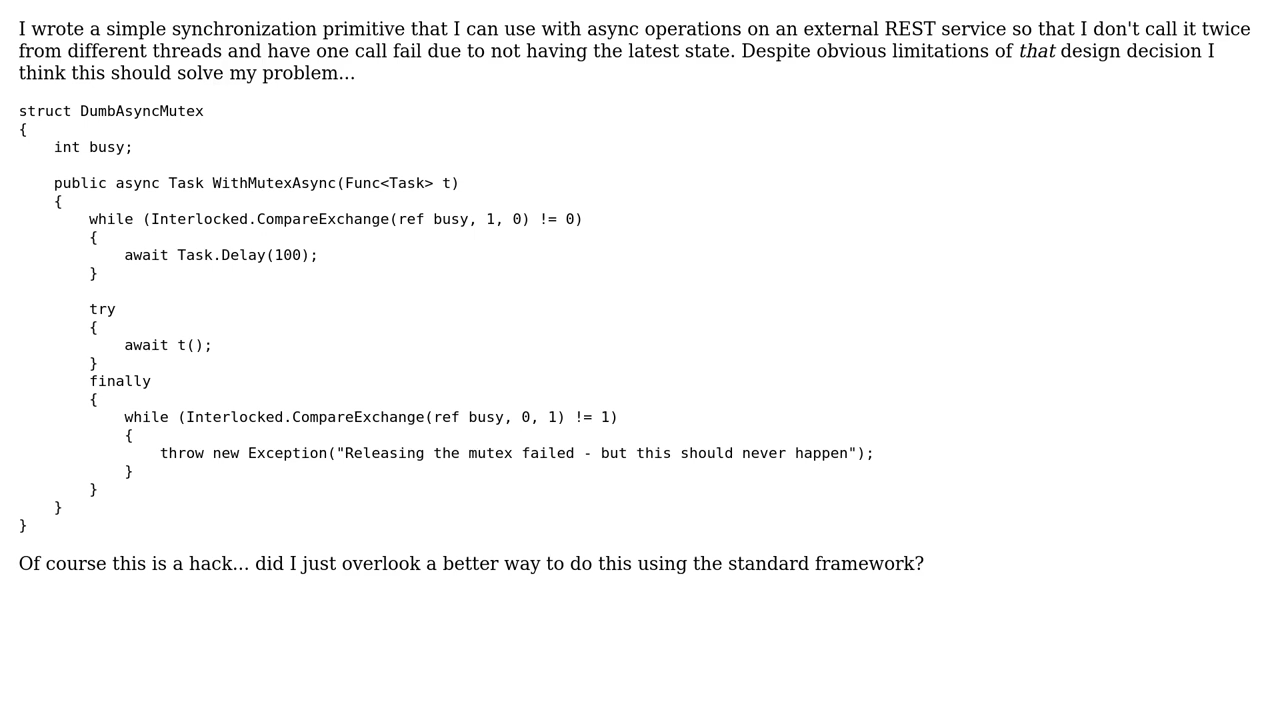 I wrote a simple synchronization primitive that I can use with async operations on an external REST service so that I don't call it twice
from different threads and have one call fail due to not having the latest state. Despite obvious limitations of that design decision I
think this should solve my problem...
struct DumbAsyncMutex
{
    int busy;
    public async Task WithMutexAsync(Func<Task> t)
    {
        while (Interlocked.CompareExchange(ref busy, 1, 0) != 0)
        {
            await Task.Delay(100);
        }
        try
        {
            await t();
        }
        finally
        {
            while (Interlocked.CompareExchange(ref busy, 0, 1) != 1)
            {
                throw new Exception("Releasing the mutex failed - but this should never happen");
            }
        }
    }
}
Of course this is a hack... did I just overlook a better way to do this using the standard framework?